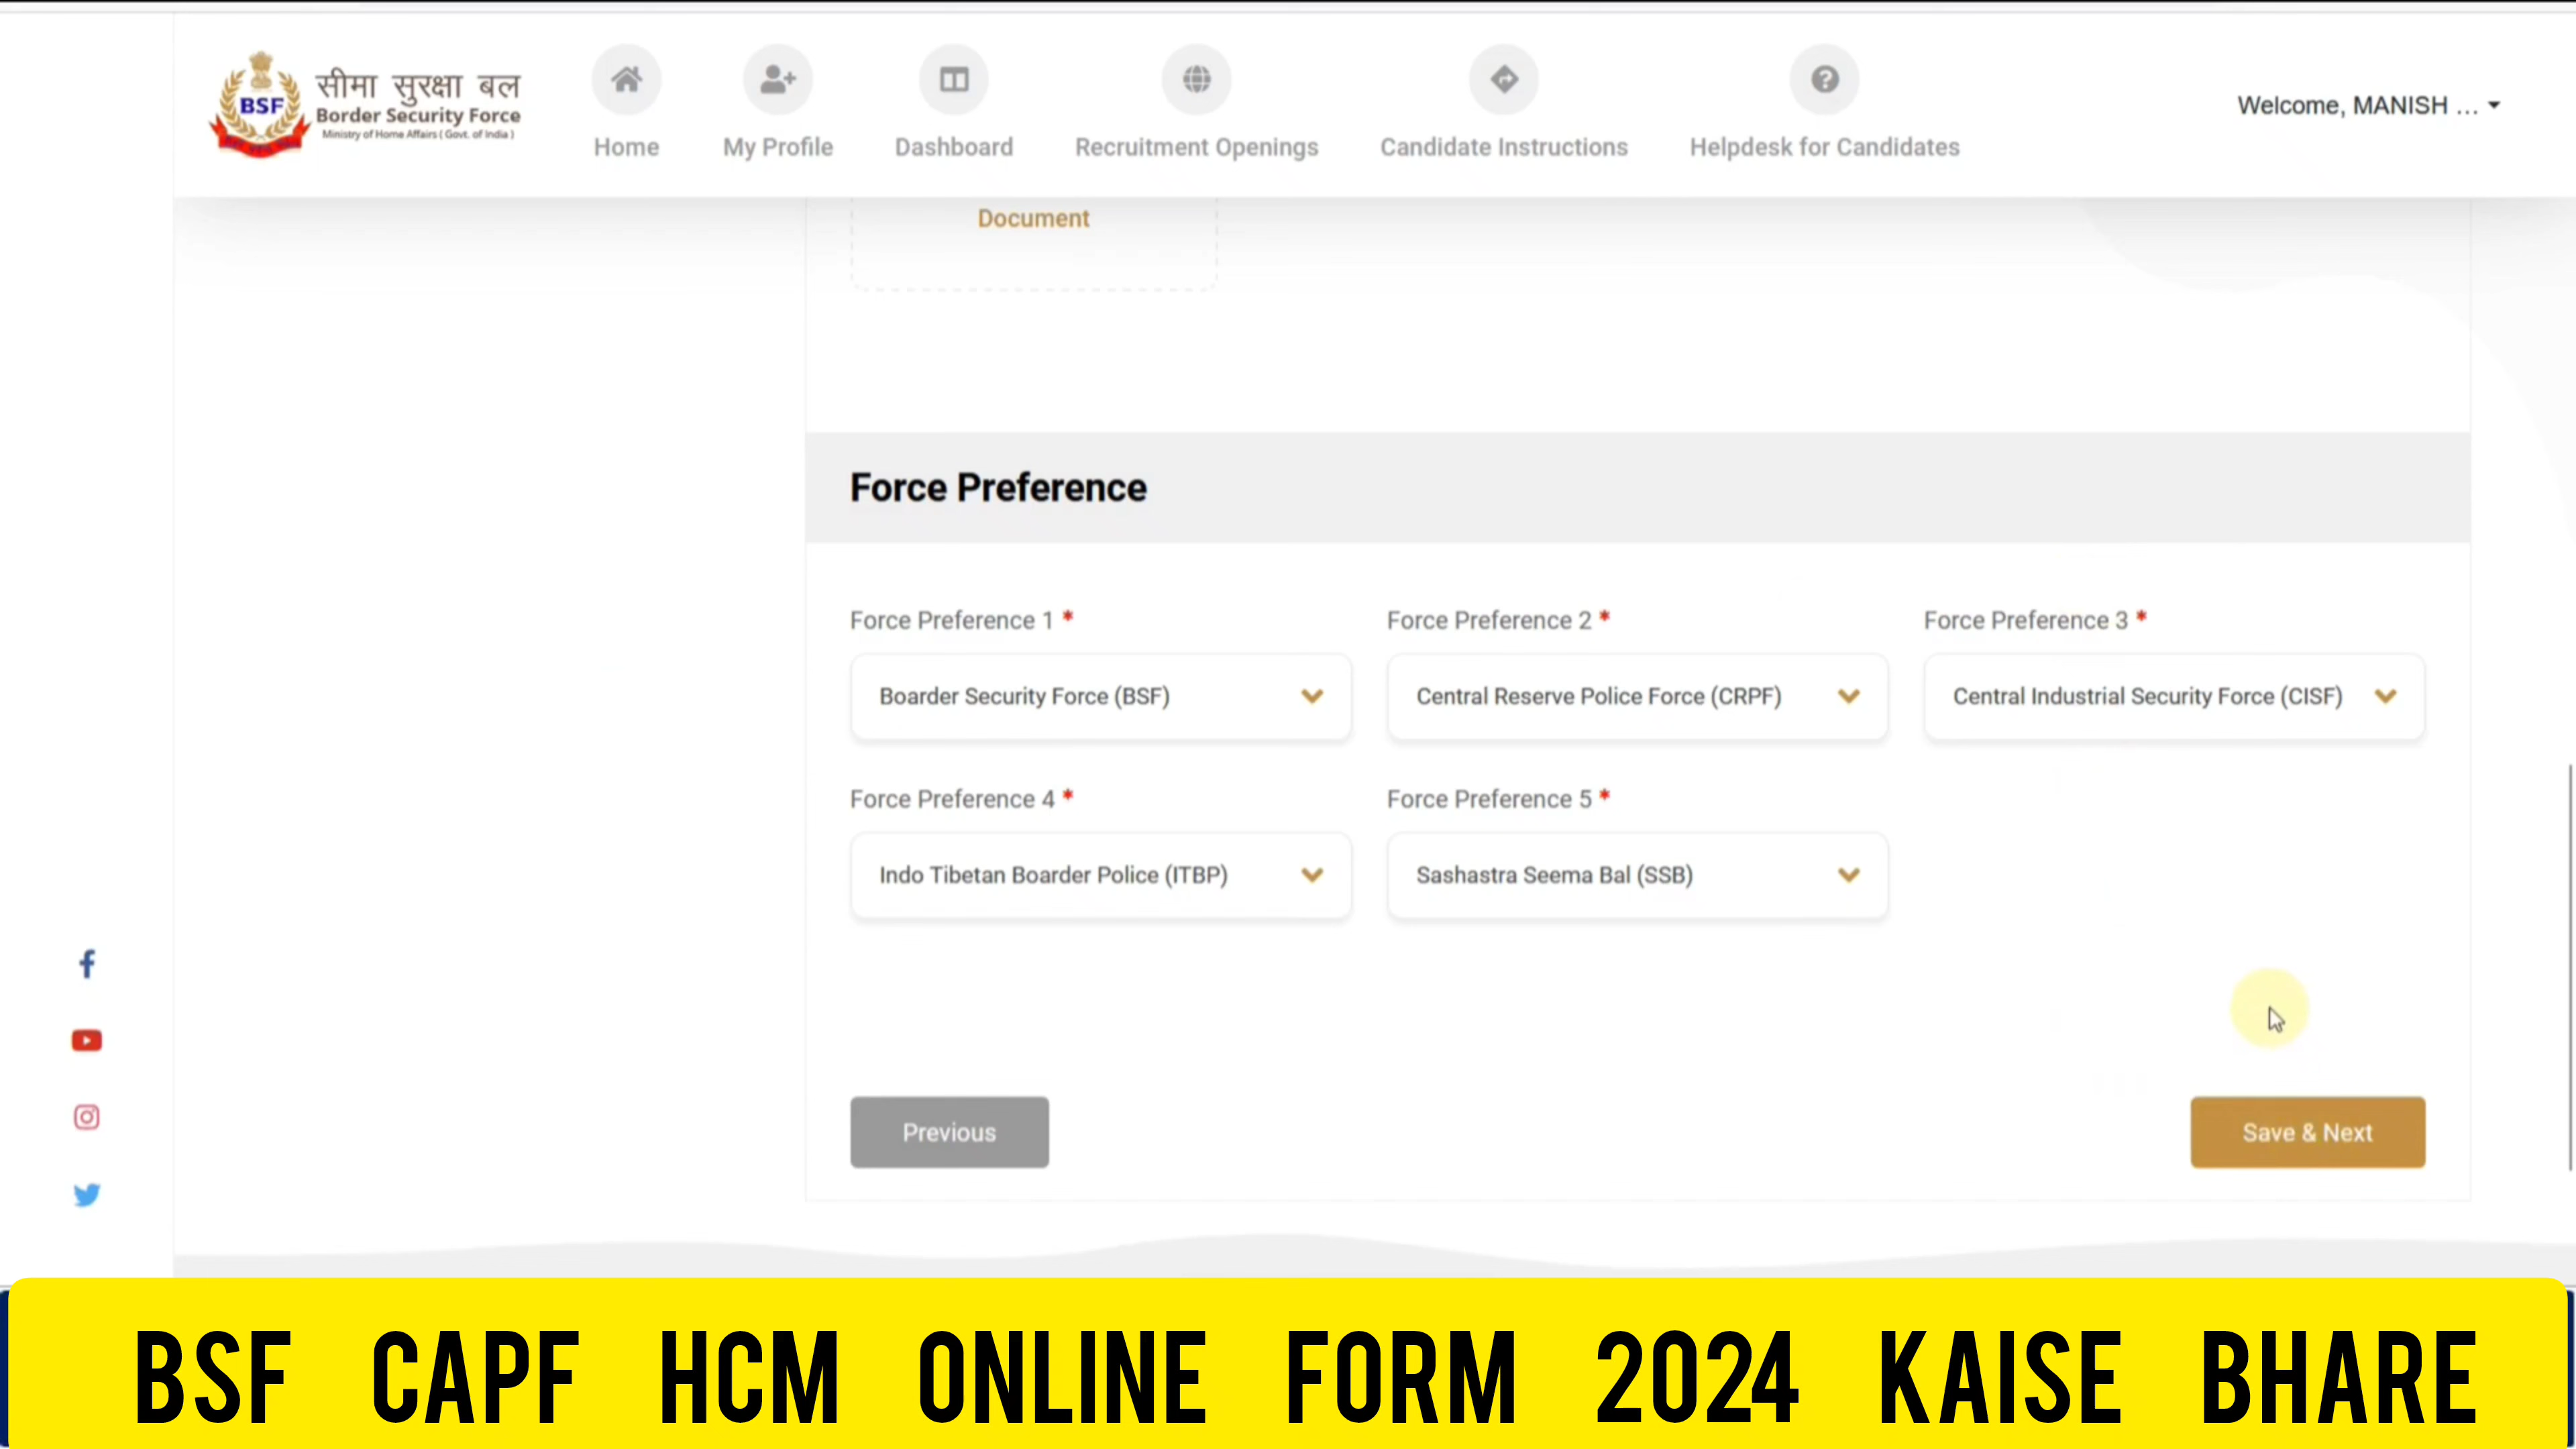 सीमा सुरक्षा बल
BSF
Border Security Force
Ministry of Home Affairs ( Govt. of India )
Home
My Profile
Dashboard
Recruitment Openings
Candidate Instructions
Helpdesk for Candidates
Welcome, MANISH ...
Document
Force Preference
Force Preference 1 *
Force Preference 2 *
Force Preference 3 *
Boarder Security Force (BSF)
Central Reserve Police Force (CRPF)
Central Industrial Security Force (CISF)
Force Preference 4 *
Force Preference 5 *
Indo Tibetan Boarder Police (ITBP)
Sashastra Seema Bal (SSB)
Previous
Save & Next
BSF CAPF HCM ONLINE FORM 2024 KAISE BHARE